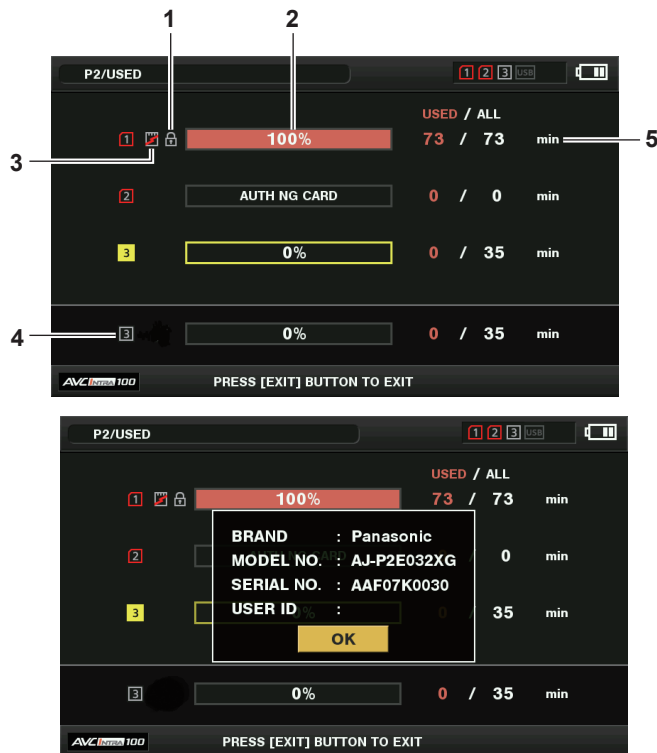 1 2
P2/USED 1 2 3 USB
USED / ALL
3 1 100% 73 / 73 min 5
2 AUTH NG CARD 0 / 0 min
3 0% 0 / 35 min
4 3 0% 0 / 35 min
AVC INTRA 100 PRESS [EXIT] BUTTON TO EXIT
P2/USED 1 2 3 USB
USED / ALL
1 100% 73 / 73 min
BRAND : Panasonic
2 MODEL NO. : AJ-P2E032XG 0 min
SERIAL NO. : AAF07K0030
3 USER ID : 0 / 35 min
OK
3 0% 0 / 35 min
AVC INTRA 100 PRESS [EXIT] BUTTON TO EXIT